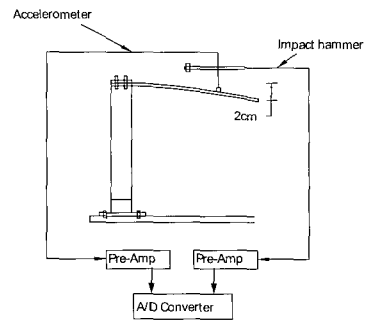 Accelerometer
Impact hammer
2cm
Pre-Amp
Pre-Amp
A/D Converter